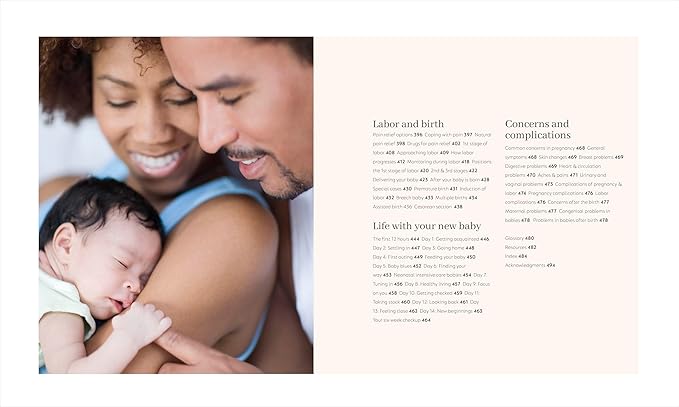 Labor and birth
Pain relief options 396 Coping with pain 397 Natural
pain relief 398 Drugs for pain relief 402 1st stage of
labor 408 Approaching labor 409 How labor
progresses 412 Monitoring during labor 418 Positions
the 1st stage of labor 420 2nd & 3rd stages 422
Delivering your baby 425 After your baby is born 428
Special cases 430 Premature birth 431 Induction of
labor 432 Breech baby 433 Multiple births 434
Assisted birth 436 Cesarean section 438
Life with your new baby
The first 12 hours 444 Day 1: Getting acquainted 446
Day 2: Settling in 447 Day 3: Going home 448
Day 4: First outing 449 Feeding your baby 450
Day 5: Baby blues 452 Day 6: Finding your
way 453 Neonatal intensive care babies 454 Day 7:
Tuning in 456 Day 8: Healthy living 457 Day 9: Focus
on you 458 Day 10: Getting checked 459 Day 11:
Taking stock 460 Day 12: Looking back 461 Day
13: Feeling close 462 Day 14: New beginnings 463
Your six week checkup 464
Concerns and
complications
Common concerns in pregnancy 468 General
symptoms 468 Skin changes 469 Breast problems 469
Digestive problems 469 Heart & circulation
problems 470 Aches & pains 471 Urinary and
vaginal problems 473 Complications of pregnancy &
labor 474 Pregnancy complications 476 Labor
complications 476 Concerns after the birth 477
Maternal problems 477 Congenital problems in
babies 478 Problems in babies after birth 478
Glossary 480
Resources 482
Index 484
Acknowledgments 494